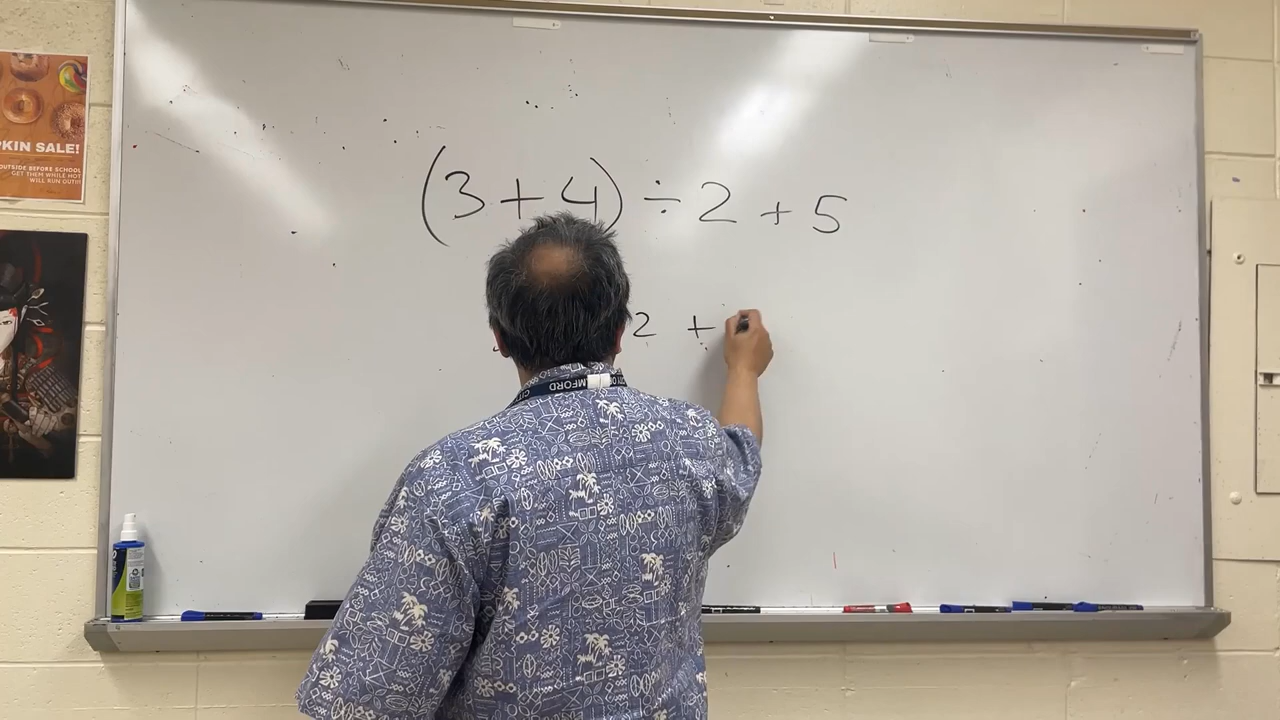 (3+4) ÷ 2 + 5
2 +
KIN SALE!
OUTSIDE BEFORE SCHOOL
GET THEM WHILE HOT
WILL RUN OUT!!